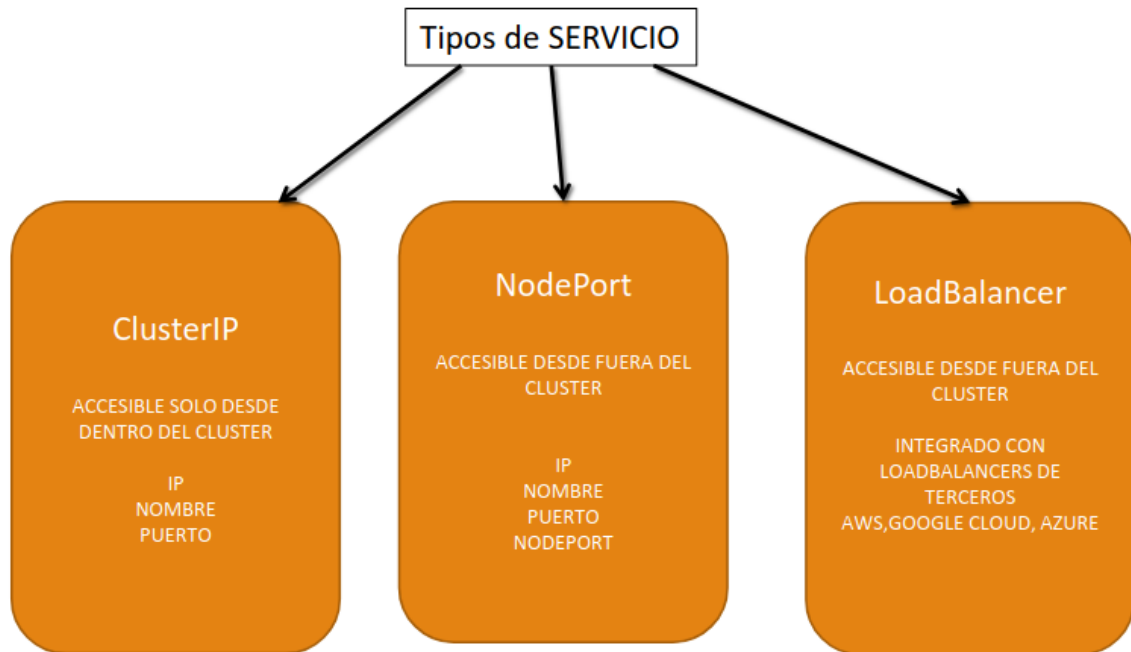 Tipos de SERVICIO
ClusterIP
ACCESIBLE SOLO DESDE
DENTRO DEL CLUSTER
IP
NOMBRE
PUERTO
NodePort
ACCESIBLE DESDE FUERA DEL
CLUSTER
IP
NOMBRE
PUERTO
NODEPORT
LoadBalancer
ACCESIBLE DESDE FUERA DEL
CLUSTER
INTEGRADO CON
LOADBALANCERS DE
TERCEROS
AWS,GOOGLE CLOUD, AZURE